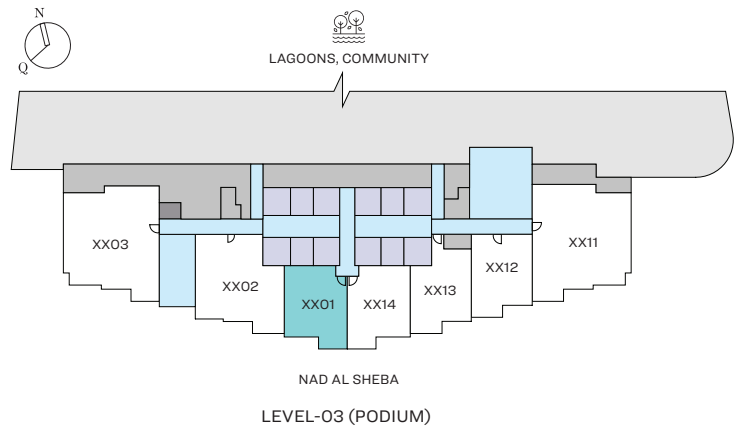 N
Q
LAGOONS, COMMUNITY
XX03
XX02
XX01
XX14
XX13
XX12
XX11
NAD AL SHEBA
LEVEL-03 (PODIUM)